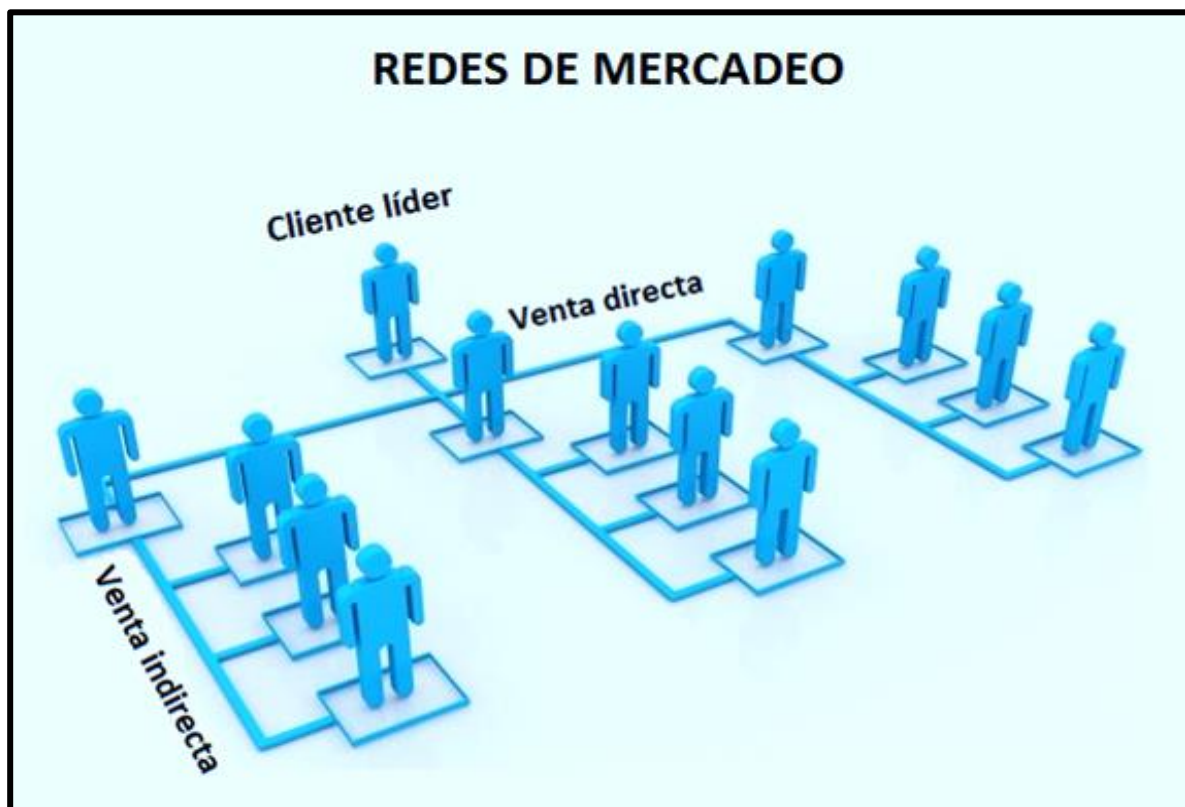 REDES DE MERCADEO
Cliente líder
Venta directa
Venta indirecta